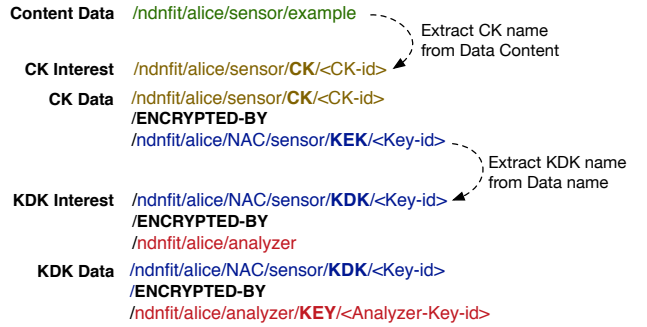 Content Data /ndnfit/alice/sensor/example
Extract CK name
from Data Content
CK Interest /ndnfit/alice/sensor/CK/<CK-id>
CK Data /ndnfit/alice/sensor/CK/<CK-id>
/ENCRYPTED-BY
/ndnfit/alice/NAC/sensor/KEK/<Key-id>
Extract KDK name
from Data name
KDK Interest /ndnfit/alice/NAC/sensor/KDK/<Key-id>
/ENCRYPTED-BY
/ndnfit/alice/analyzer
KDK Data /ndnfit/alice/NAC/sensor/KDK/<Key-id>
/ENCRYPTED-BY
/ndnfit/alice/analyzer/KEY/<Analyzer-Key-id>